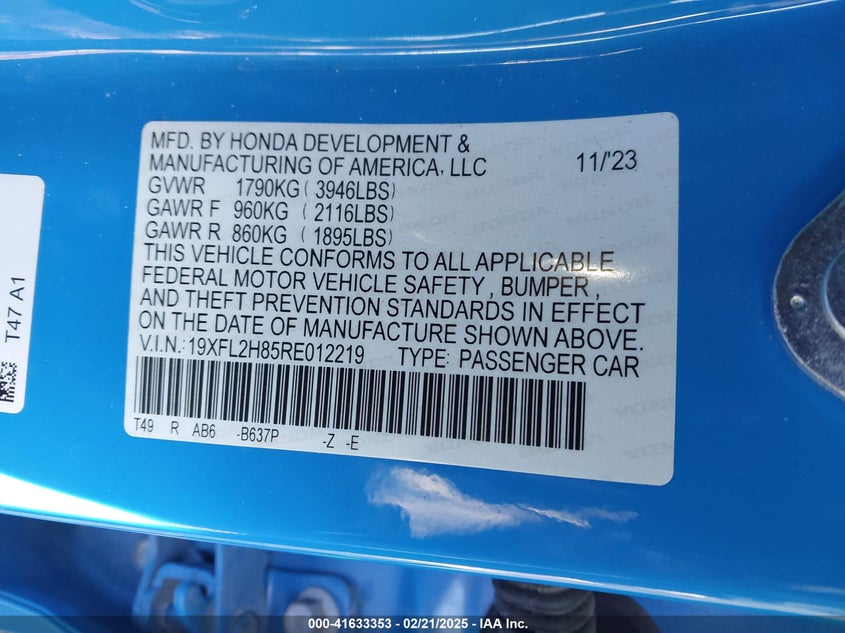 MFD. BY HONDA DEVELOPMENT &
MANUFACTURING OF AMERICA, LLC 11/'23
GVWR 1790KG ( 3946LBS)
GAWR F 960KG ( 2116LBS)
GAWR R 860KG ( 1895LBS)
THIS VEHICLE CONFORMS TO ALL APPLICABLE
FEDERAL MOTOR VEHICLE SAFETY , BUMPER ,
AND THEFT PREVENTION STANDARDS IN EFFECT
ON THE DATE OF MANUFACTURE SHOWN ABOVE.
V.I.N.: 19XFL2H85RE012219 TYPE: PASSENGER CAR
T49 R AB6 -B637P -Z -E
T47 A1
000-41633353 - 02/21/2025 - IAA Inc.